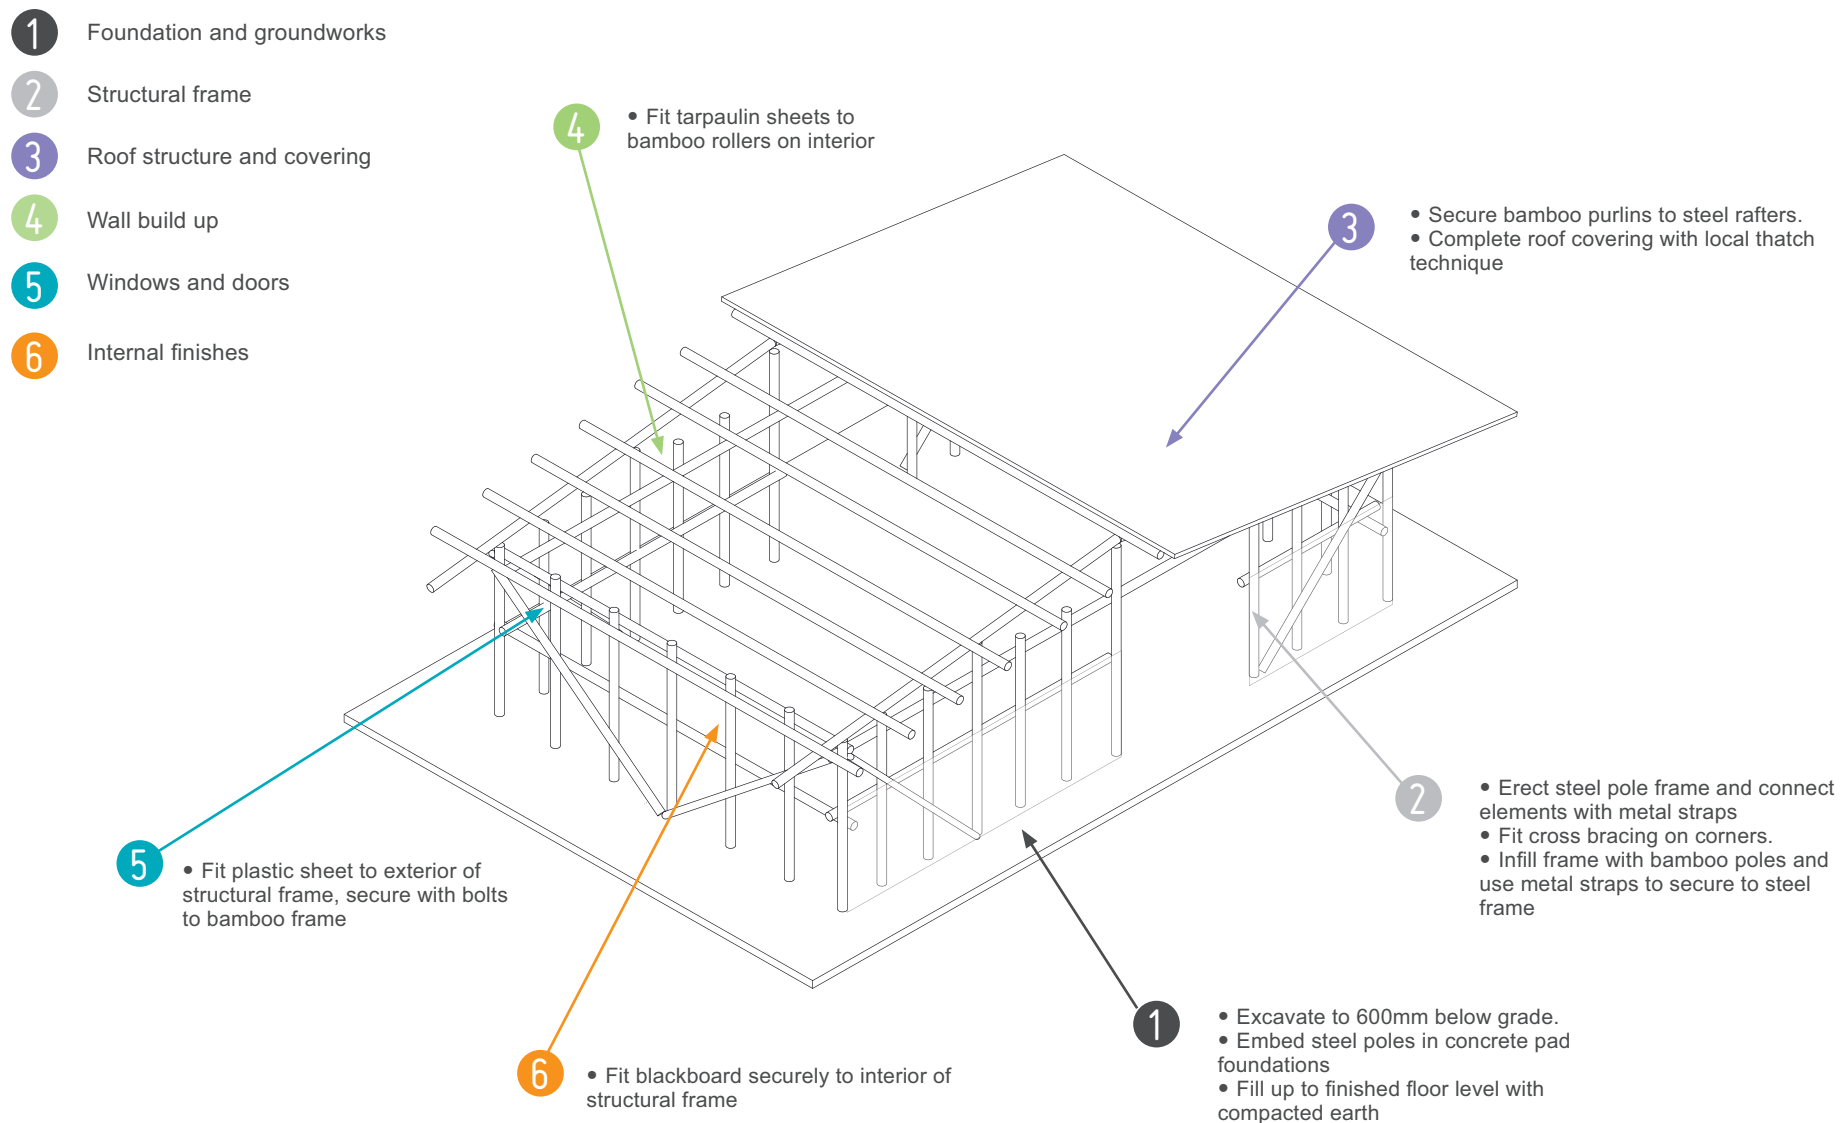 1 Foundation and groundworks
2 Structural frame
3 Roof structure and covering
4 Wall build up
5 Windows and doors
6 Internal finishes
4
• Fit tarpaulin sheets to
bamboo rollers on interior
3
• Secure bamboo purlins to steel rafters.
• Complete roof covering with local thatch
technique
2
• Erect steel pole frame and connect
elements with metal straps
• Fit cross bracing on corners.
• Infill frame with bamboo poles and
use metal straps to secure to steel
frame
5
• Fit plastic sheet to exterior of
structural frame, secure with bolts
to bamboo frame
1
• Excavate to 600mm below grade.
• Embed steel poles in concrete pad
foundations
• Fill up to finished floor level with
compacted earth
6
• Fit blackboard securely to interior of
structural frame